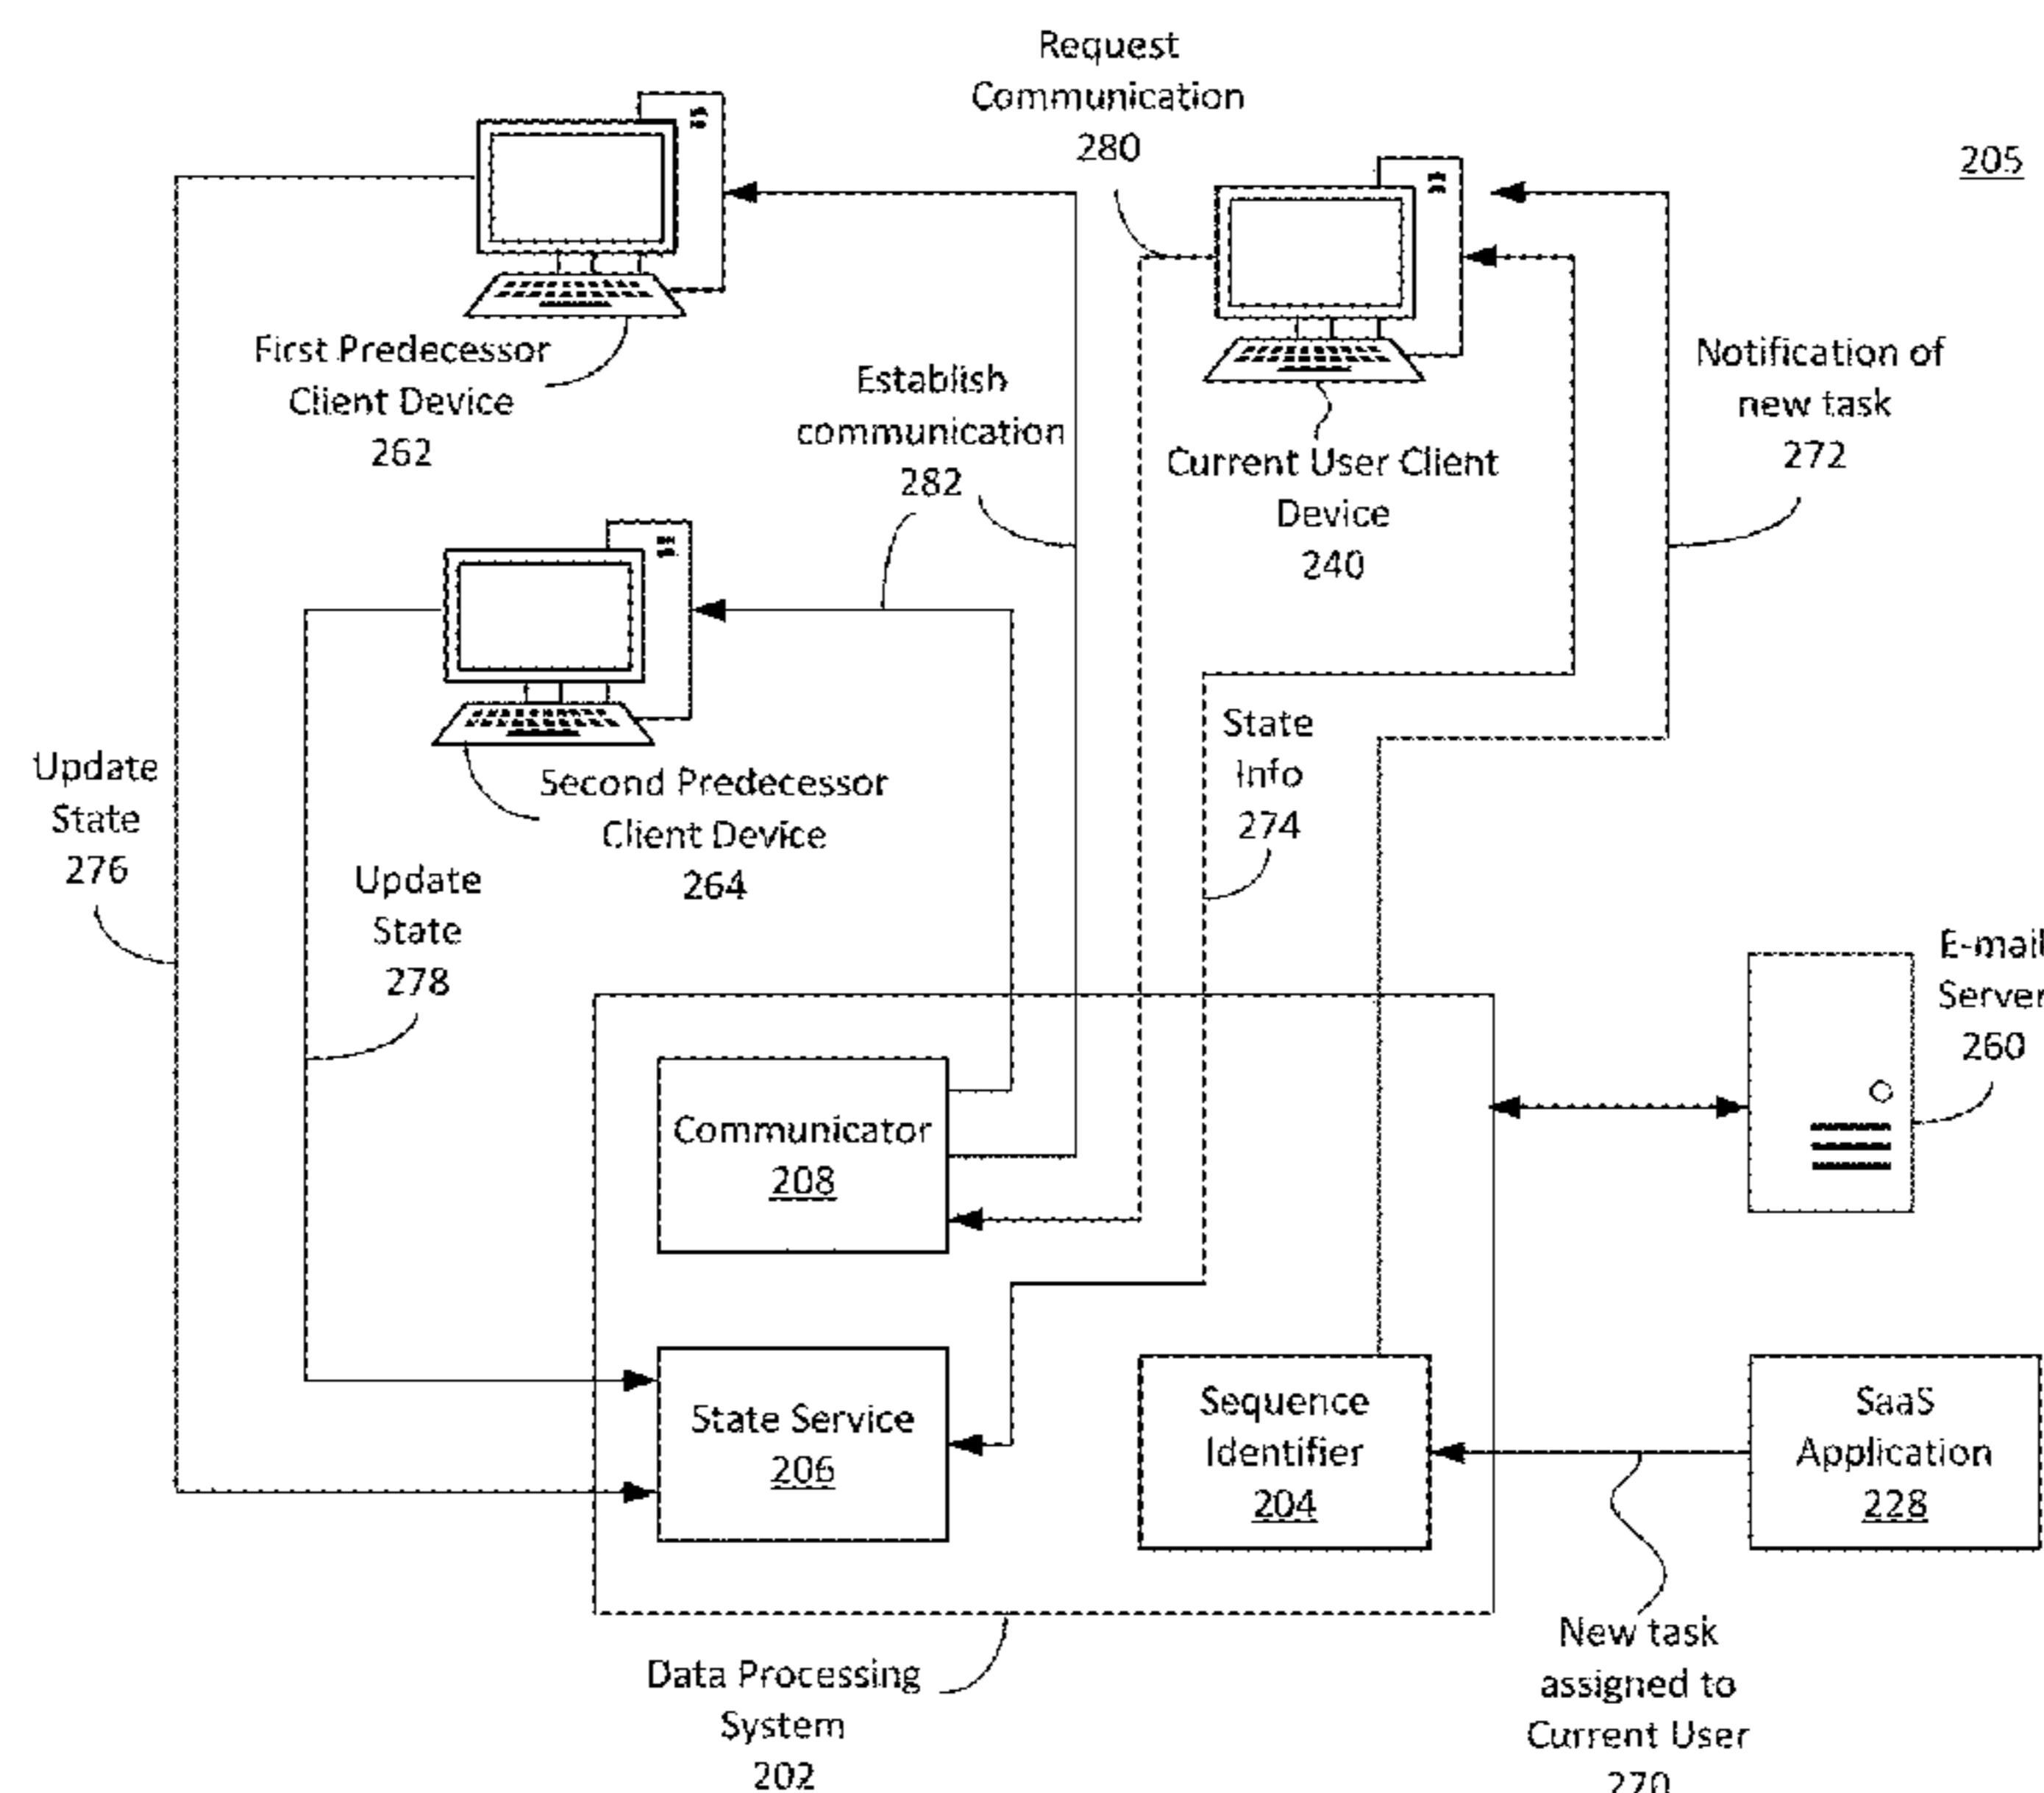 Request
Communication
280
205
First Predecessor
Client Device
262
Establish
communication
282
Current User Client
Device
240
Notification of
new task
272
Second Predecessor
Client Device
264
State
Info
274
Update
State
276
Update
State
278
E-mail
Server
260
Communicator
208
State Service
206
Sequence
Identifier
204
SaaS
Application
228
Data Processing
System
202
New task
assigned to
Current User
270